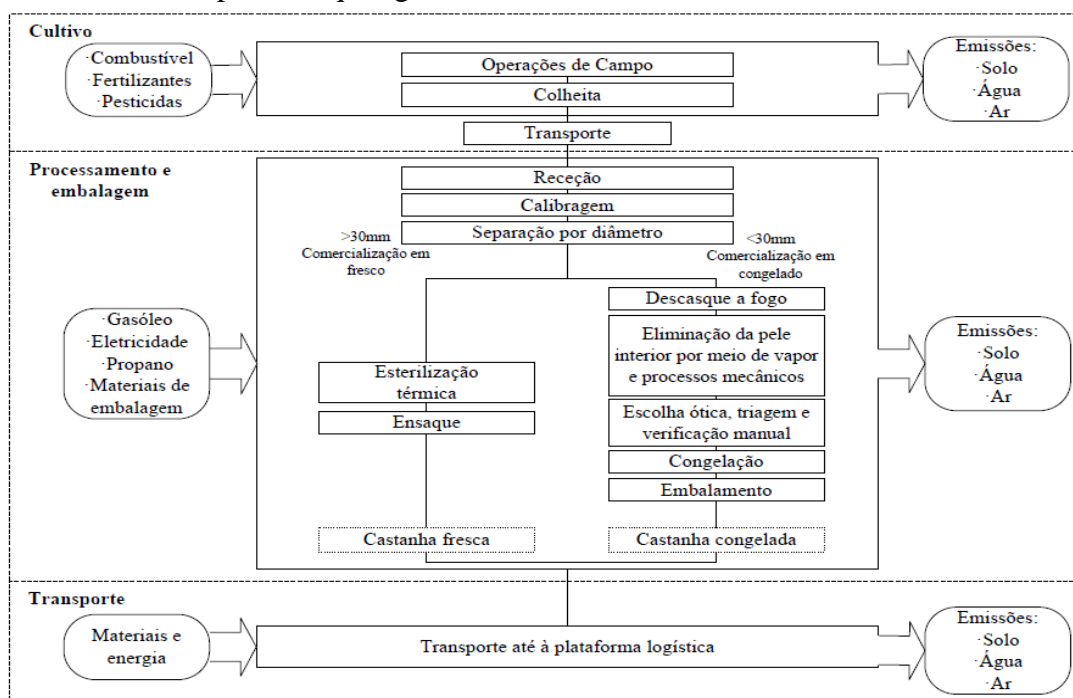 Cultivo
·Combustível
·Fertilizantes
·Pesticidas
Operações de Campo
Colheita
Emissões:
·Solo
·Água
·Ar
Transporte
Processamento e
embalagem
Receção
Calibragem
Separação por diâmetro
>30mm
Comercialização em
fresco
<30mm
Comercialização em
congelado
·Gasóleo
·Eletricidade
·Propano
·Materiais de
embalagem
Esterilização
térmica
Ensaque
Castanha fresca
Descasque a fogo
Eliminação da pele
interior por meio de vapor
e processos mecânicos
Escolha ótica, triagem e
verificação manual
Congelação
Embalamento
Castanha congelada
Emissões:
·Solo
·Água
·Ar
Transporte
Materiais e
energia
Transporte até à plataforma logística
Emissões:
·Solo
·Água
·Ar